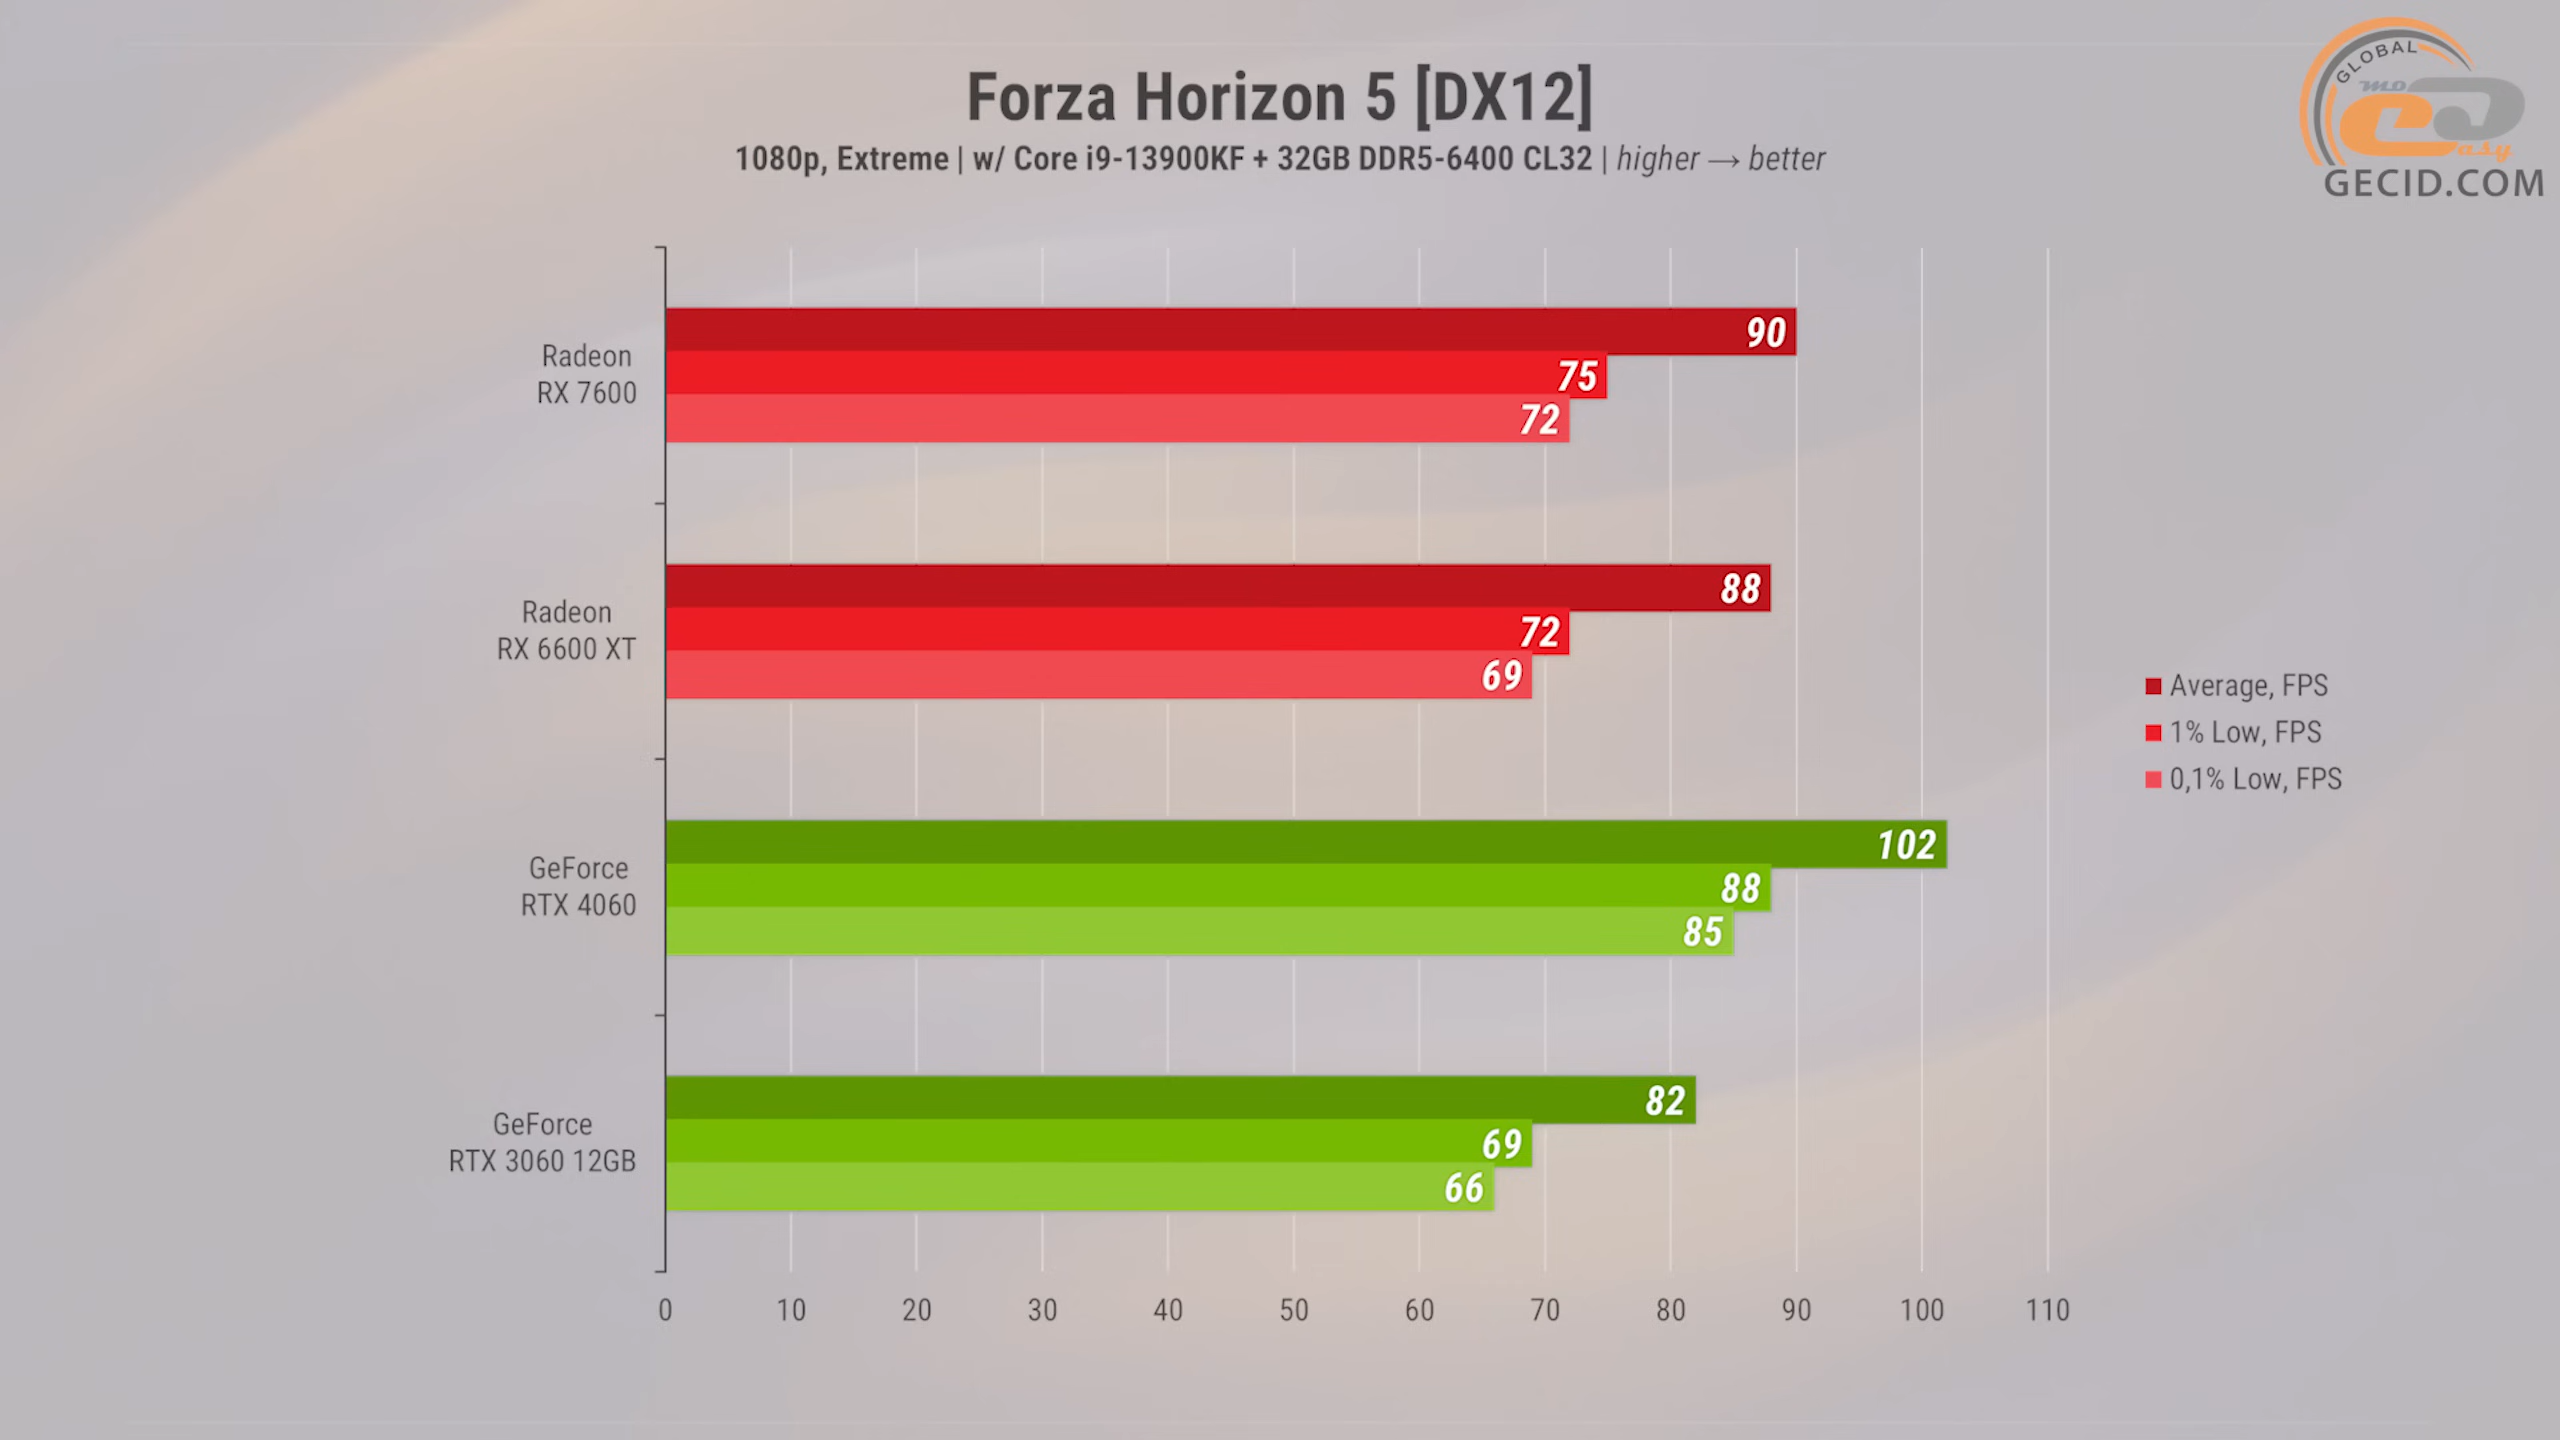 Forza Horizon 5 [DX12]
1080p, Extreme | w/ Core i9-13900KF + 32GB DDR5-6400 CL32 | higher → better
GLOBAL
mo
easy
GECID.COM
Radeon
RX 7600
90
75
72
Radeon
RX 6600 XT
88
72
69
GeForce
RTX 4060
102
88
85
GeForce
RTX 3060 12GB
82
69
66
Average, FPS
1% Low, FPS
0,1% Low, FPS
0 10 20 30 40 50 60 70 80 90 100 110